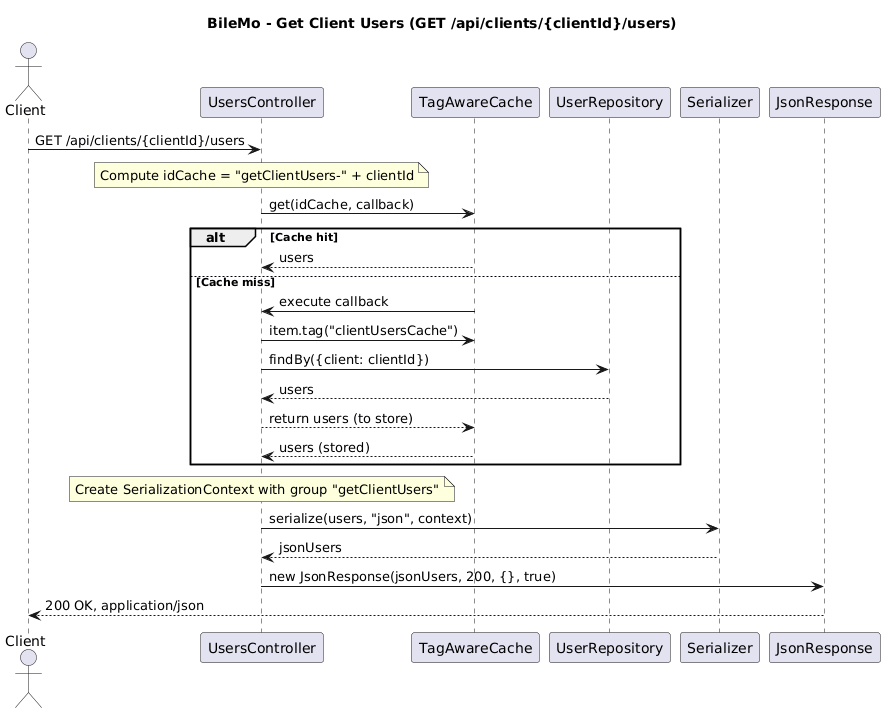 BileMo - Get Client Users (GET /api/clients/{clientId}/users)
Client
UsersController
TagAwareCache
UserRepository
Serializer
JsonResponse
GET /api/clients/{clientId}/users
Compute idCache = "getClientUsers-" + clientId
get(idCache, callback)
alt
[Cache hit]
users
[Cache miss]
execute callback
item.tag("clientUsersCache")
findBy({client: clientId})
users
return users (to store)
users (stored)
Create SerializationContext with group "getClientUsers"
serialize(users, "json", context)
jsonUsers
new JsonResponse(jsonUsers, 200, {}, true)
200 OK, application/json
Client
UsersController
TagAwareCache
UserRepository
Serializer
JsonResponse